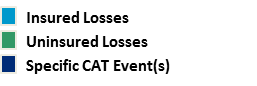 Insured Losses
Uninsured Losses
Specific CAT Event(s)